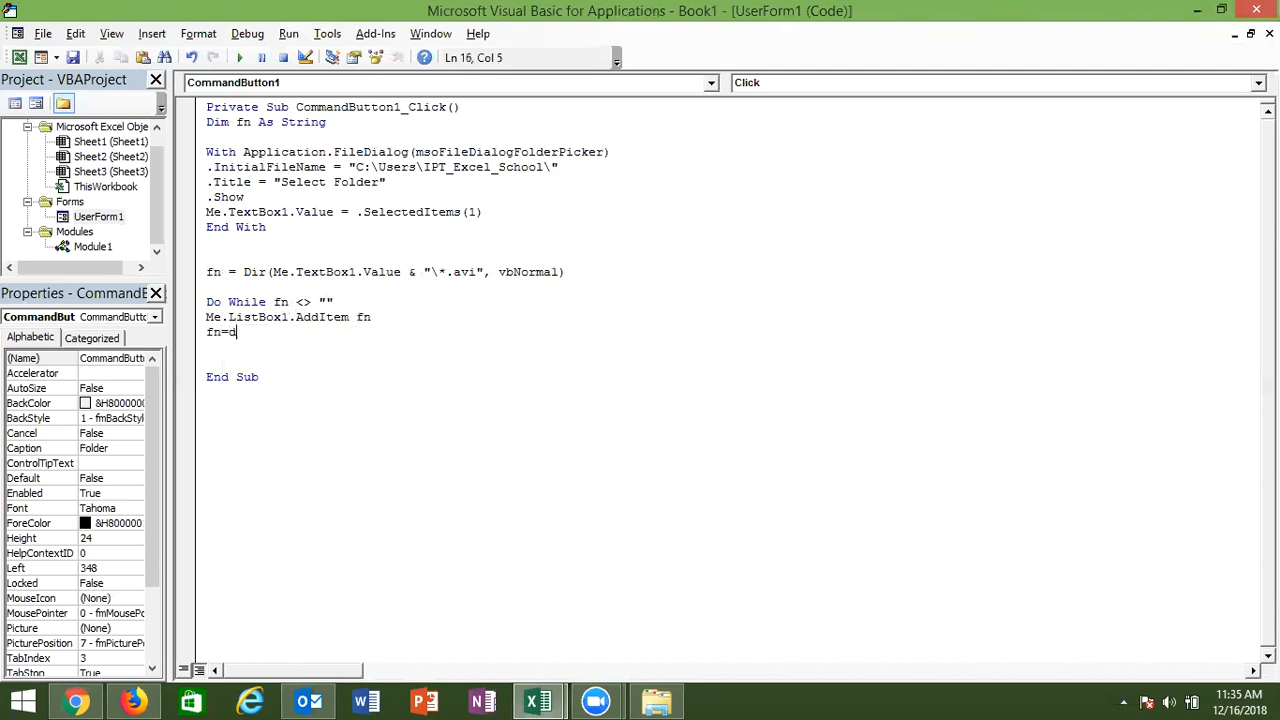 Microsoft Visual Basic for Applications - Book1 - [UserForm1 (Code)]
File Edit View Insert Format Debug Run Tools Add-Ins Window Help
Ln 16, Col 5
Project - VBAProject
CommandButton1 Click
Microsoft Excel Obje
Sheet1 (Sheet1)
Sheet2 (Sheet2)
Sheet3 (Sheet3)
ThisWorkbook
Forms
UserForm1
Modules
Module1
Private Sub CommandButton1_Click()
Dim fn As String
With Application.FileDialog(msoFileDialogFolderPicker)
.InitialFileName = "C:\Users\IPT_Excel_School\"
.Title = "Select Folder"
.Show
Me.TextBox1.Value = .SelectedItems(1)
End With
fn = Dir(Me.TextBox1.Value & "\*.avi", vbNormal)
Do While fn <> ""
Me.ListBox1.AddItem fn
fn=d
End Sub
Properties - CommandB
CommandBut CommandButto
Alphabetic Categorized
(Name) CommandButto
Accelerator
AutoSize False
BackColor &H8000000
BackStyle 1 - fmBackStyl
Cancel False
Caption Folder
ControlTipText
Default False
Enabled True
Font Tahoma
ForeColor &H800000
Height 24
HelpContextID 0
Left 348
Locked False
MouseIcon (None)
MousePointer 0 - fmMousePo
Picture (None)
PicturePosition 7 - fmPicturePo
TabIndex 3
TabStop True
11:35 AM
12/16/2018